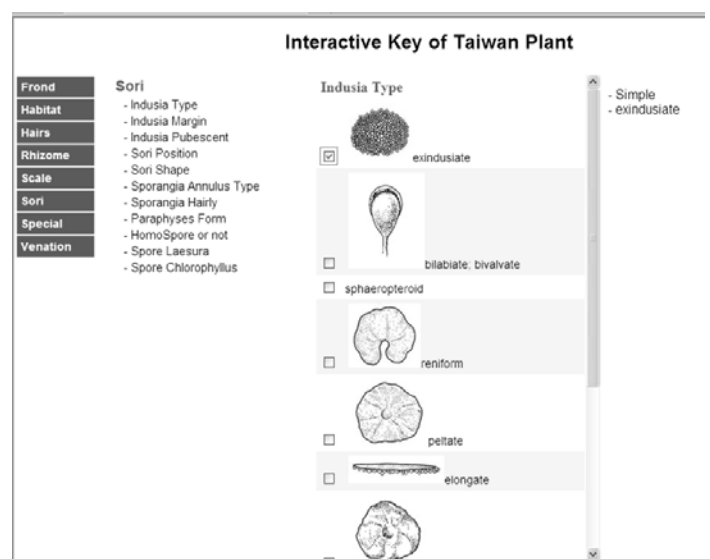 Interactive Key of Taiwan Plant
Frond
Habitat
Hairs
Rhizome
Scale
Sori
Special
Venation
Sori
- Indusia Type
- Indusia Margin
- Indusia Pubescent
- Sori Position
- Sori Shape
- Sporangia Annulus Type
- Sporangia Hairly
- Paraphyses Form
- HomoSpore or not
- Spore Laesura
- Spore Chlorophyllus
Indusia Type
exindusiate
bilabiate; bivalvate
sphaeropteroid
reniform
peltate
elongate
- Simple
- exindusiate